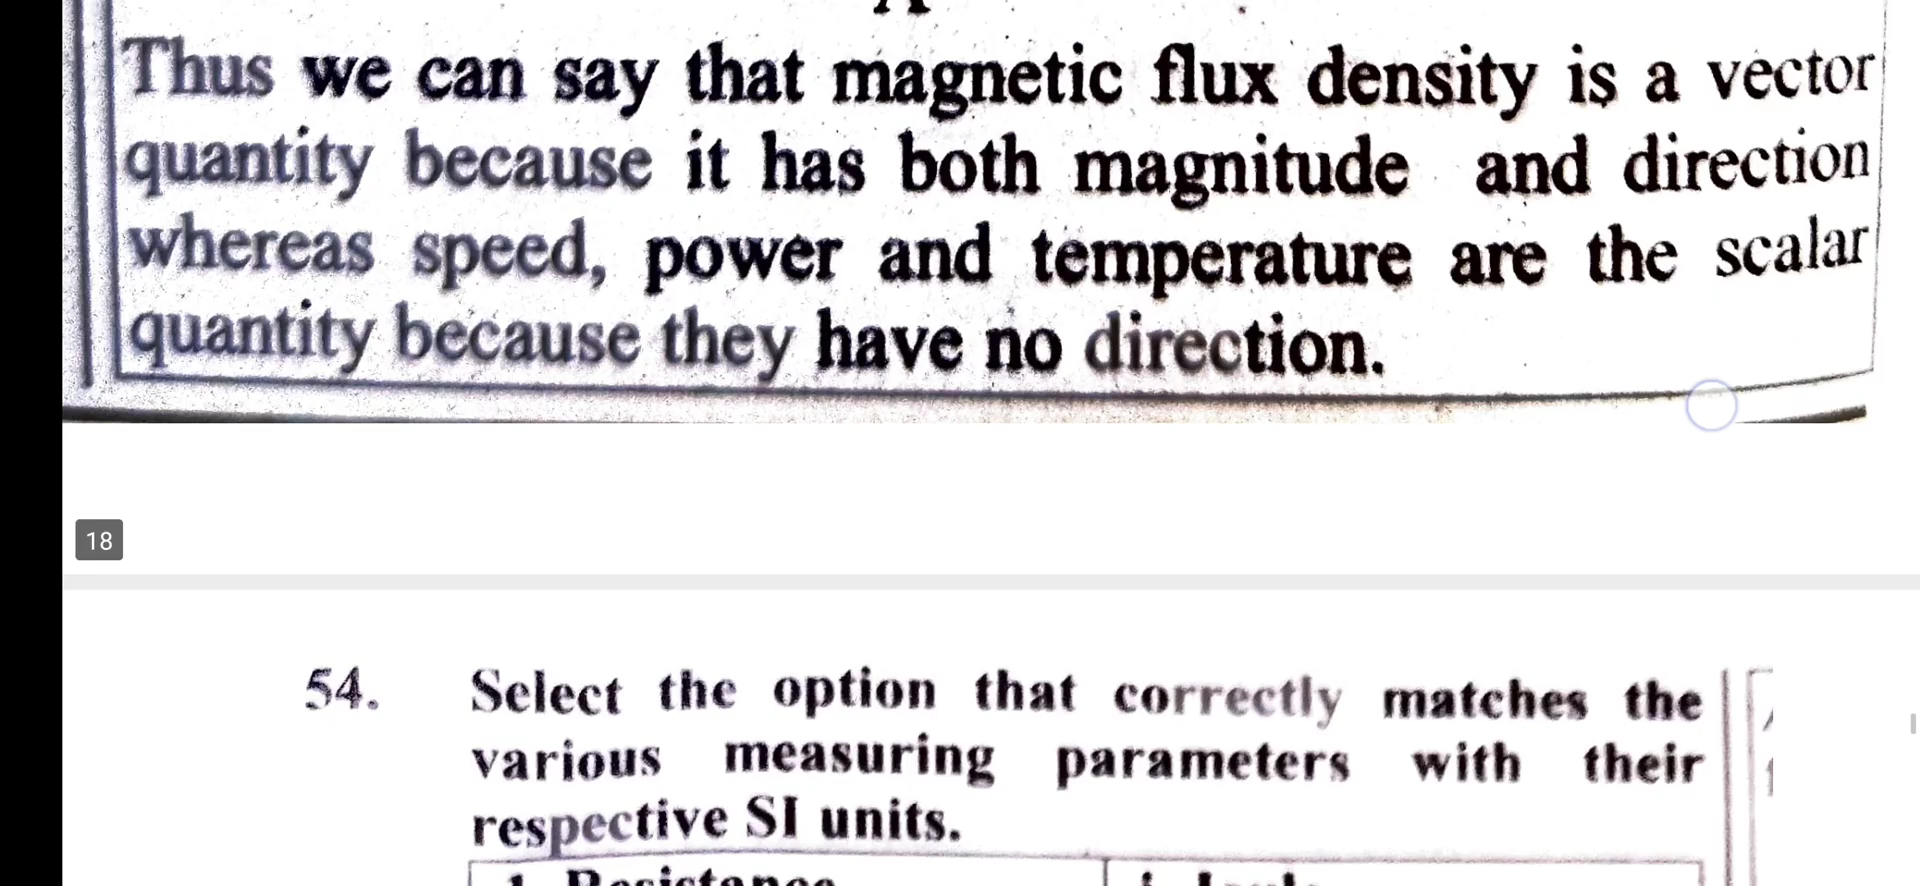 Thus we can say that magnetic flux density is a vector
quantity because it has both magnitude and direction
whereas speed, power and temperature are the scalar
quantity because they have no direction.
18
54. Select the option that correctly matches the
various measuring parameters with their
respective SI units.